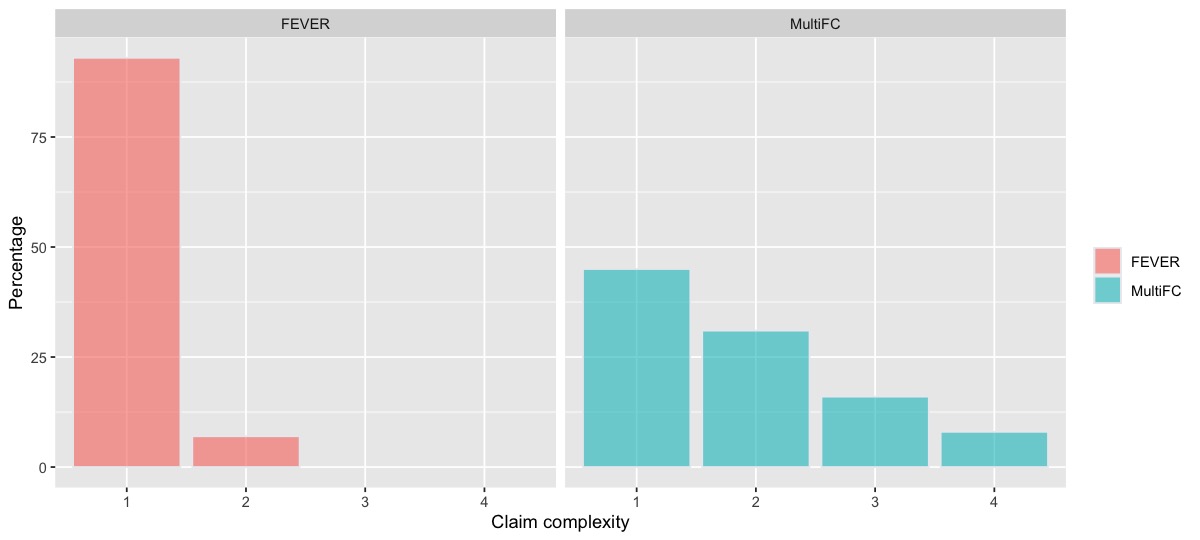 FEVER
MultiFC
Percentage
75
50
25
0
1 2 3 4
1 2 3 4
Claim complexity
FEVER
MultiFC